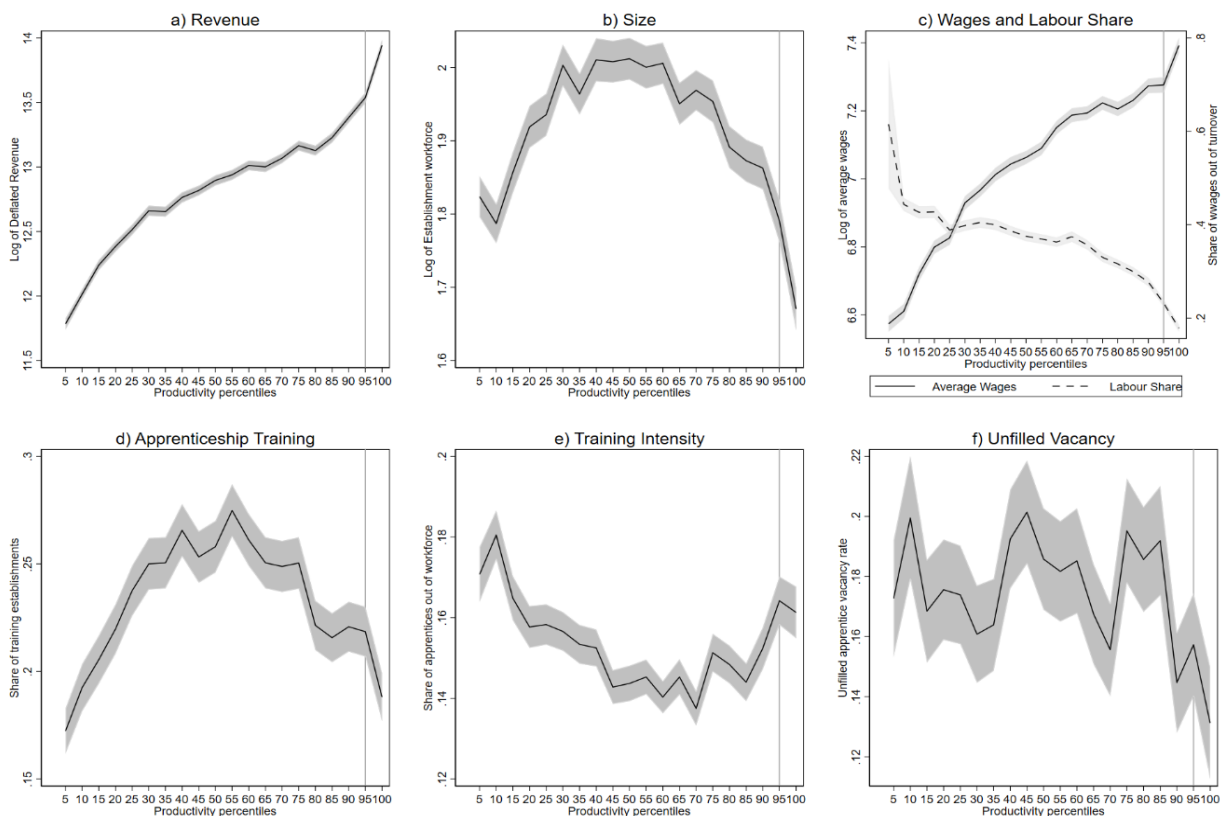 a) Revenue
Log of Deflated Revenue
14
13.5
13
12.5
12
11.5
5 10 15 20 25 30 35 40 45 50 55 60 65 70 75 80 85 90 95 100
Productivity percentiles
b) Size
Log of Establishment workforce
2
1.9
1.8
1.7
1.6
5 10 15 20 25 30 35 40 45 50 55 60 65 70 75 80 85 90 95 100
Productivity percentiles
c) Wages and Labour Share
Log of average wages
7.4
7.2
7
6.8
6.6
Share of wwages out of turnover
.8
.6
.4
.2
5 10 15 20 25 30 35 40 45 50 55 60 65 70 75 80 85 90 95 100
Productivity percentiles
Average Wages
Labour Share
d) Apprenticeship Training
Share of training establishments
.3
.25
.2
.15
5 10 15 20 25 30 35 40 45 50 55 60 65 70 75 80 85 90 95 100
Productivity percentiles
e) Training Intensity
Share of apprentices out of workforce
.2
.18
.16
.14
.12
5 10 15 20 25 30 35 40 45 50 55 60 65 70 75 80 85 90 95 100
Productivity percentiles
f) Unfilled Vacancy
Unfilled apprentice vacancy rate
.22
.2
.18
.16
.14
.12
5 10 15 20 25 30 35 40 45 50 55 60 65 70 75 80 85 90 95 100
Productivity percentiles